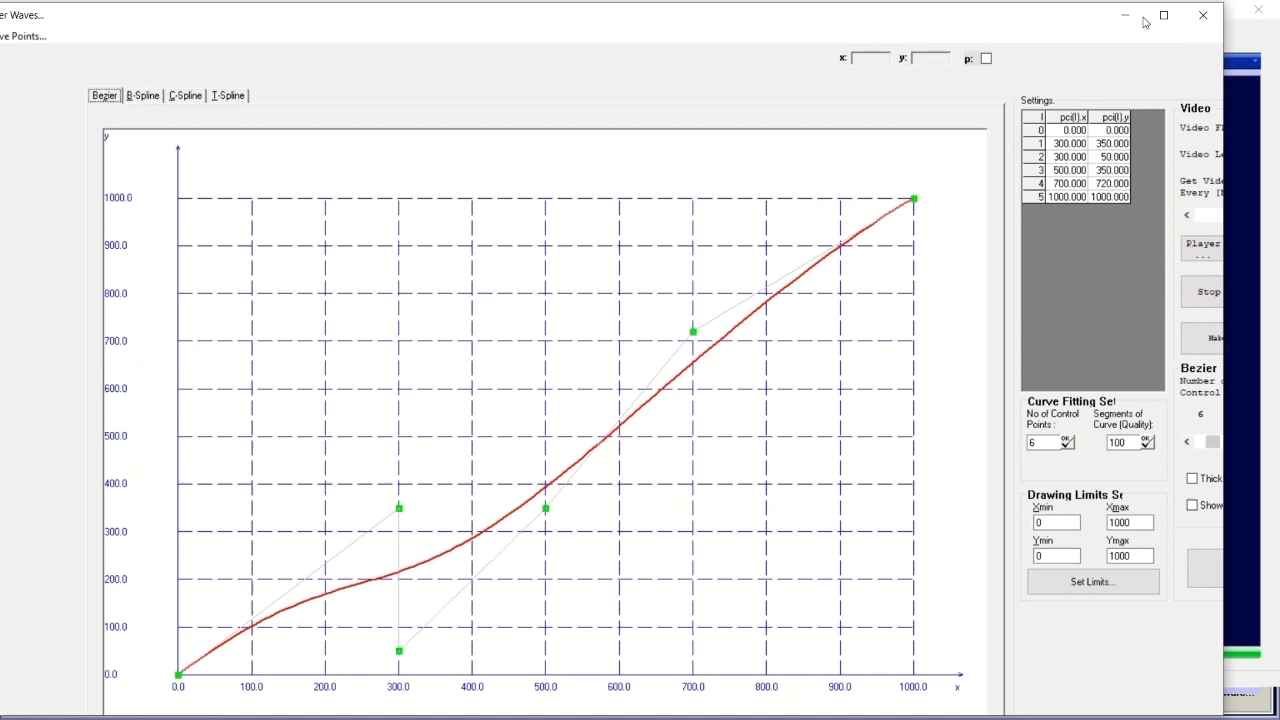 er Waves...
ve Points...
x: y: p:
Bezier B-Spline C-Spline T-Spline
Settings.
I pci(I).x pci(I).y
0 0.000 0.000
1 300.000 350.000
2 300.000 50.000
3 500.000 350.000
4 700.000 720.000
5 1000.000 1000.000
Curve Fitting Set
No of Control Points :
Segments of Curve (Quality):
6 OK
100 OK
Drawing Limits Se
Xmin Xmax
0 1000
Ymin Ymax
0 1000
Set Limits...
Video
Video F
Video Le
Get Vide
Every [
<
Player
...
Stop
Make
Bezier
Number o
Control
6
<
Thick
Show
y
1000.0
900.0
800.0
700.0
600.0
500.0
400.0
300.0
200.0
100.0
0.0
0.0 100.0 200.0 300.0 400.0 500.0 600.0 700.0 800.0 900.0 1000.0 x